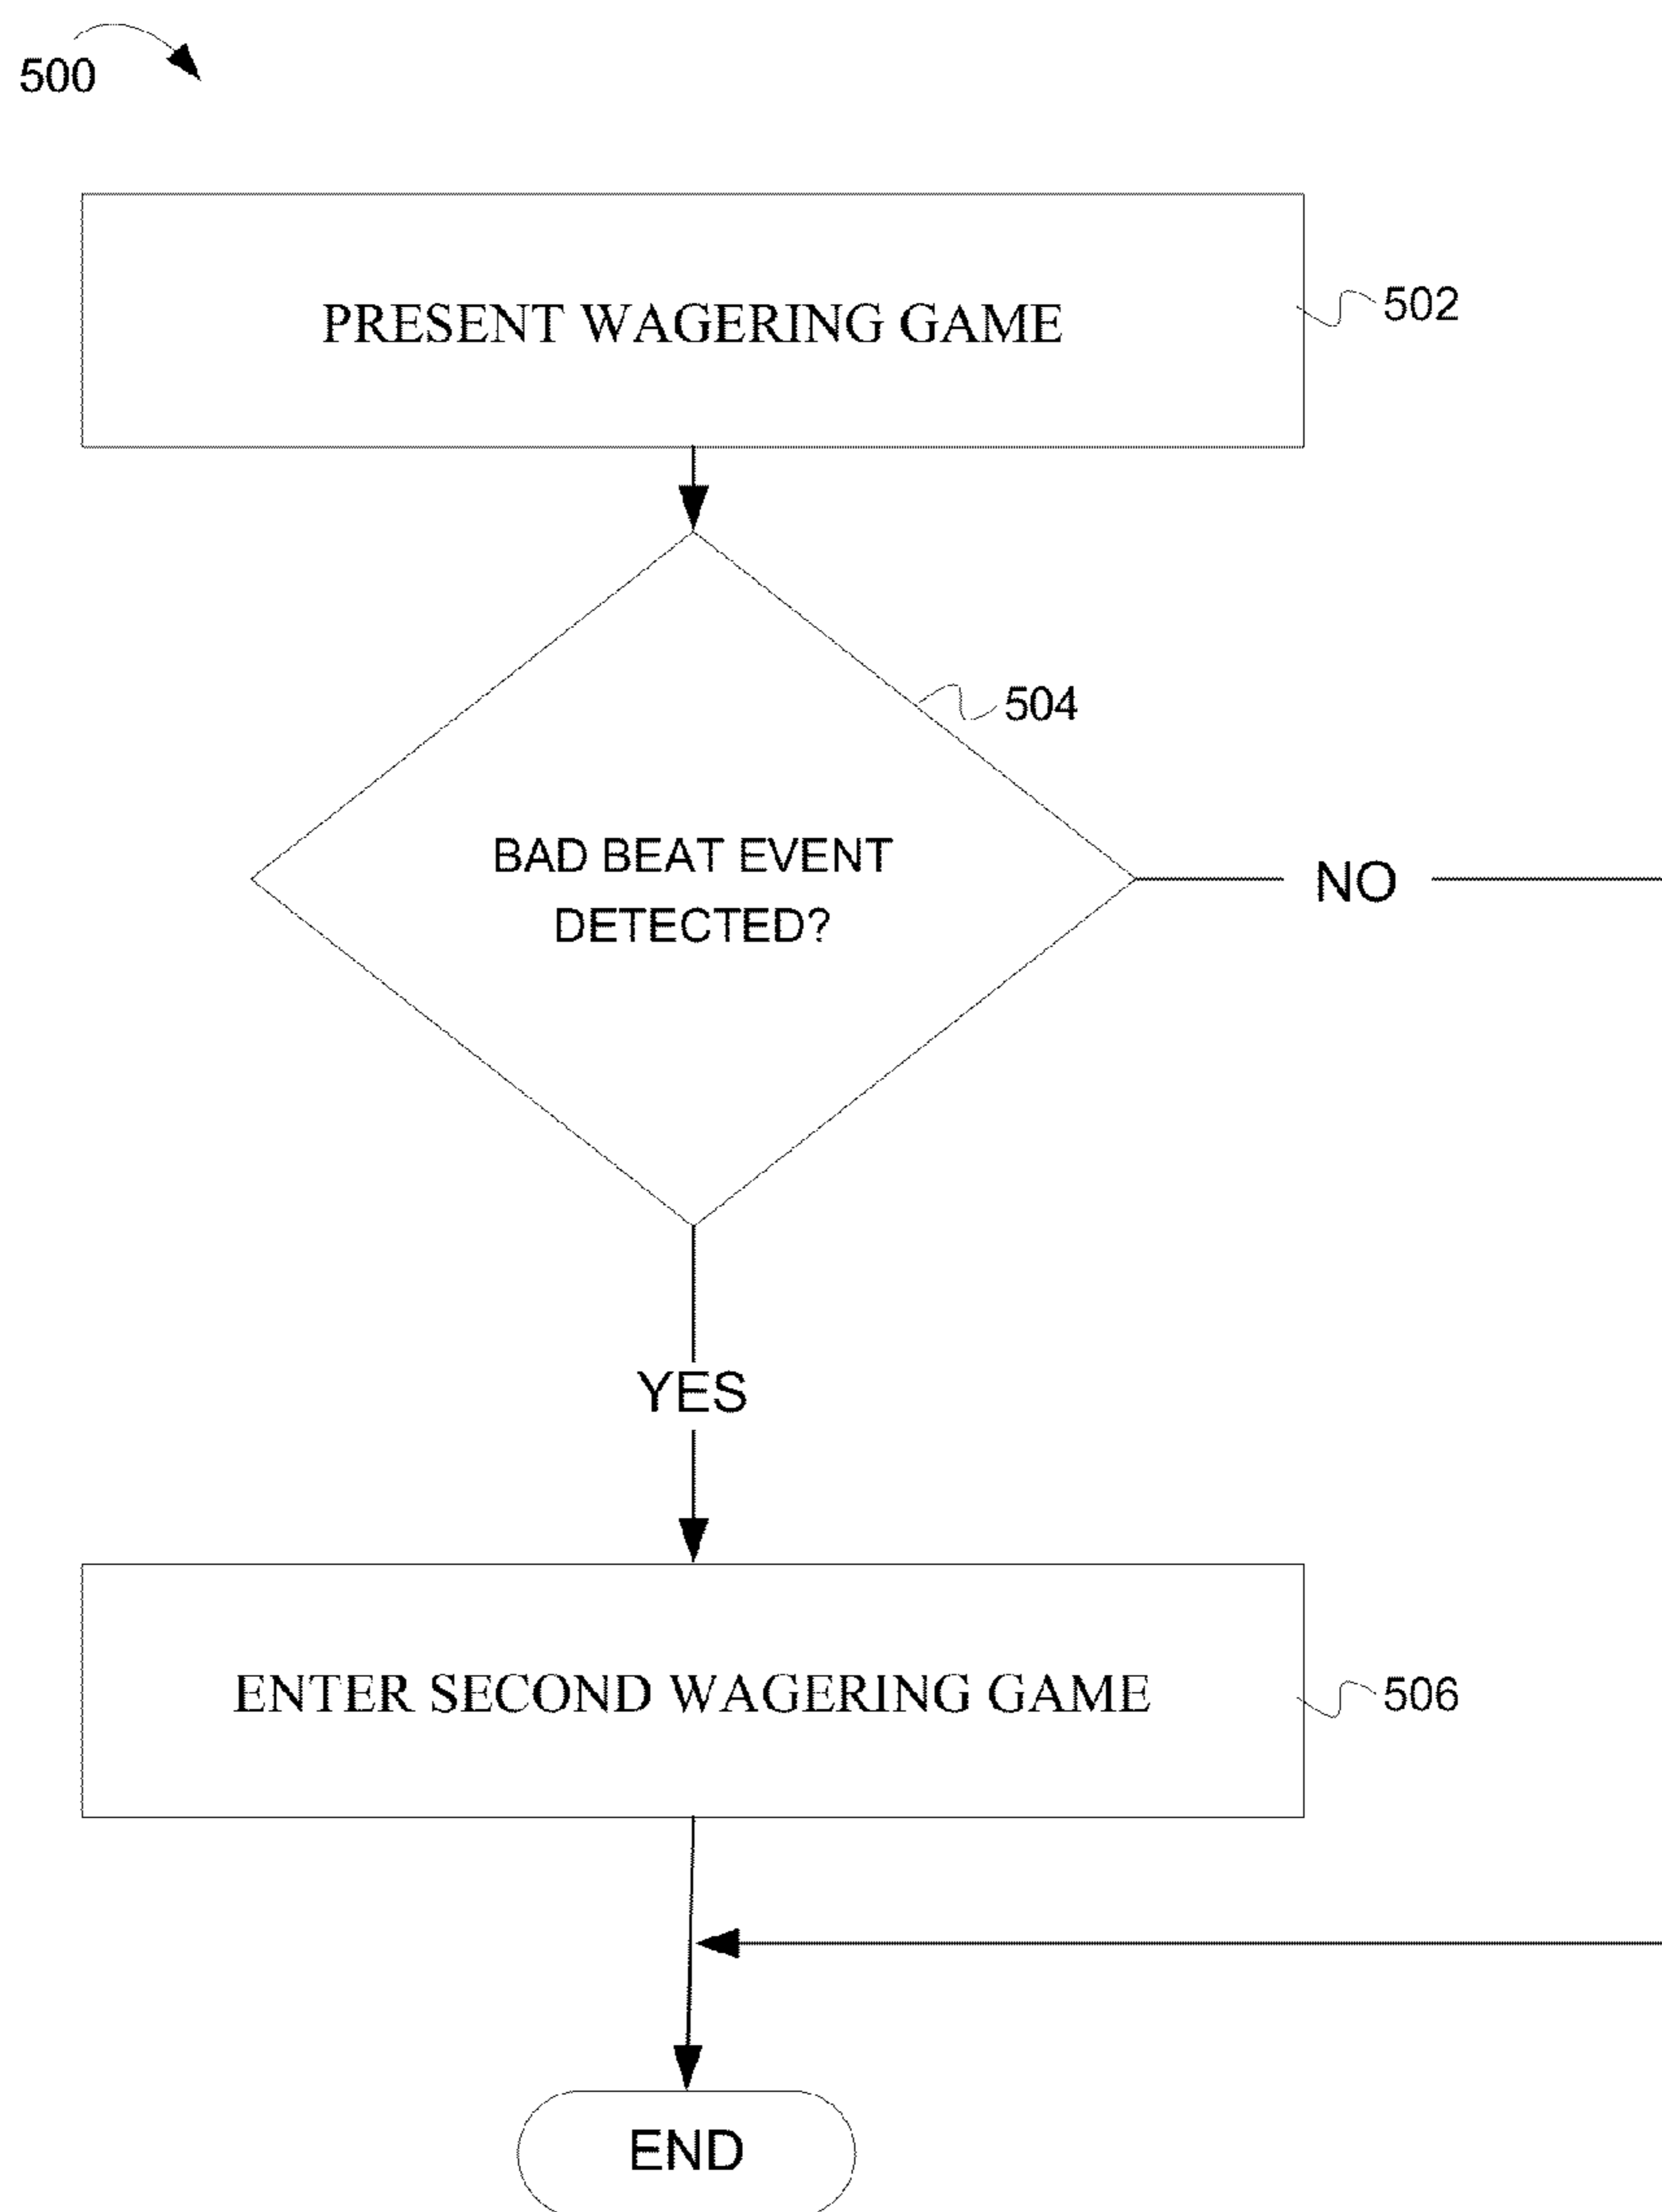 500
PRESENT WAGERING GAME
502
504
BAD BEAT EVENT
DETECTED?
NO
YES
ENTER SECOND WAGERING GAME
506
END